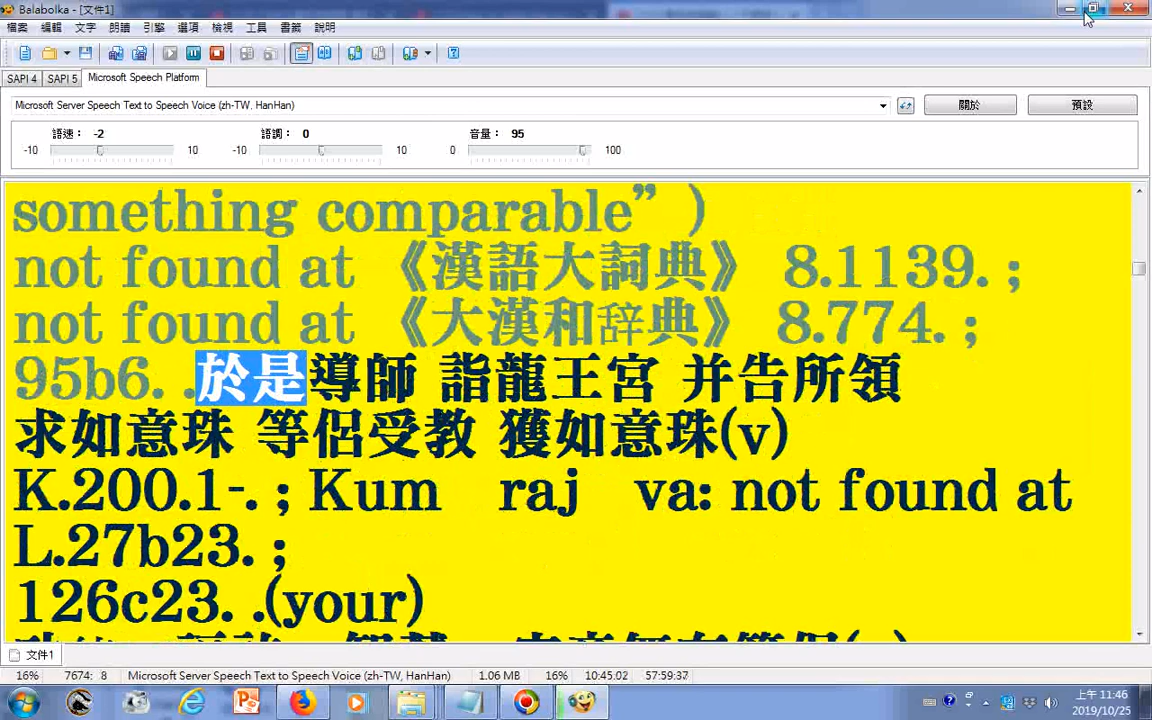 Balabolka - [文件1]
檔案 編輯 文字 朗讀 引擎 選項 檢視 工具 書籤 說明
SAPI 4 SAPI 5 Microsoft Speech Platform
Microsoft Server Speech Text to Speech Voice (zh-TW, HanHan)
關於 預設
語速： -2 語調： 0 音量： 95
-10 10 -10 10 0 100
something comparable” )
not found at 《漢語大詞典》 8.1139. ;
not found at 《大漢和辞典》 8.774. ;
95b6. .於是導師 詣龍王宮 并告所領
求如意珠 等侶受教 獲如意珠(v)
K.200.1-. ; Kum raj va: not found at
L.27b23. ;
126c23. .(your)
文件1
16% 7674: 8 Microsoft Server Speech Text to Speech Voice (zh-TW, HanHan) 1.06 MB 16% 10:45:02 57:59:37
上午 11:46
2019/10/25